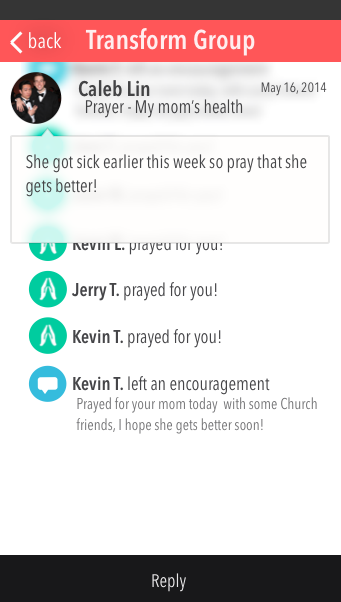 back Transform Group
Caleb Lin May 16, 2014
Prayer - My mom's health
She got sick earlier this week so pray that she
gets better!
Kevin L. prayed for you!
Jerry T. prayed for you!
Kevin T. prayed for you!
Kevin T. left an encouragement
Prayed for your mom today with some Church
friends, I hope she gets better soon!
Reply